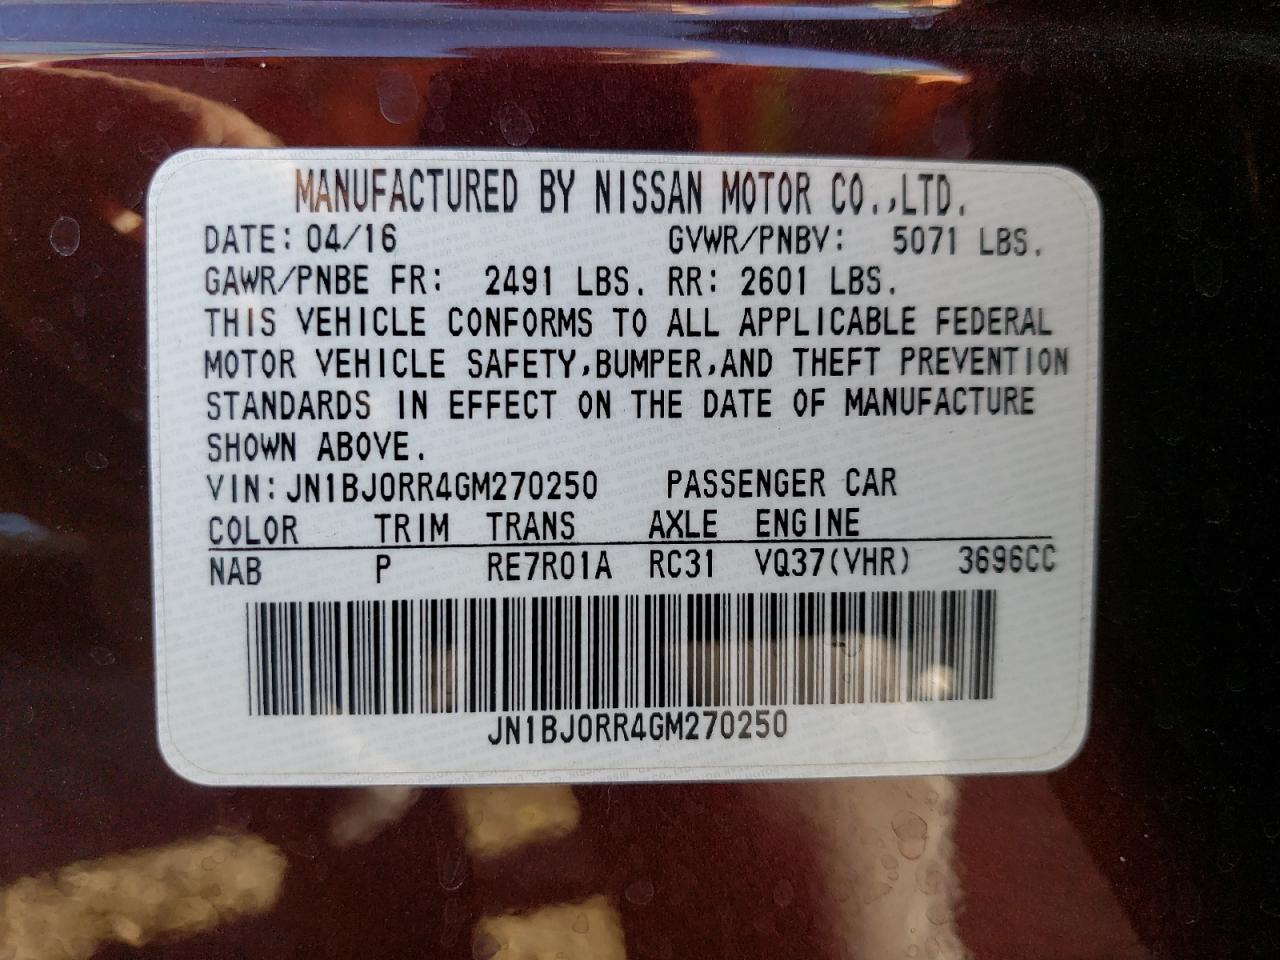 MANUFACTURED BY NISSAN MOTOR CO.,LTD.
DATE: 04/16 GVWR/PNBV: 5071 LBS.
GAWR/PNBE FR: 2491 LBS. RR: 2601 LBS.
THIS VEHICLE CONFORMS TO ALL APPLICABLE FEDERAL
MOTOR VEHICLE SAFETY,BUMPER,AND THEFT PREVENTION
STANDARDS IN EFFECT ON THE DATE OF MANUFACTURE
SHOWN ABOVE.
VIN: JN1BJ0RR4GM270250 PASSENGER CAR
COLOR TRIM TRANS AXLE ENGINE
NAB P RE7R01A RC31 VQ37(VHR) 3696CC
JN1BJ0RR4GM270250